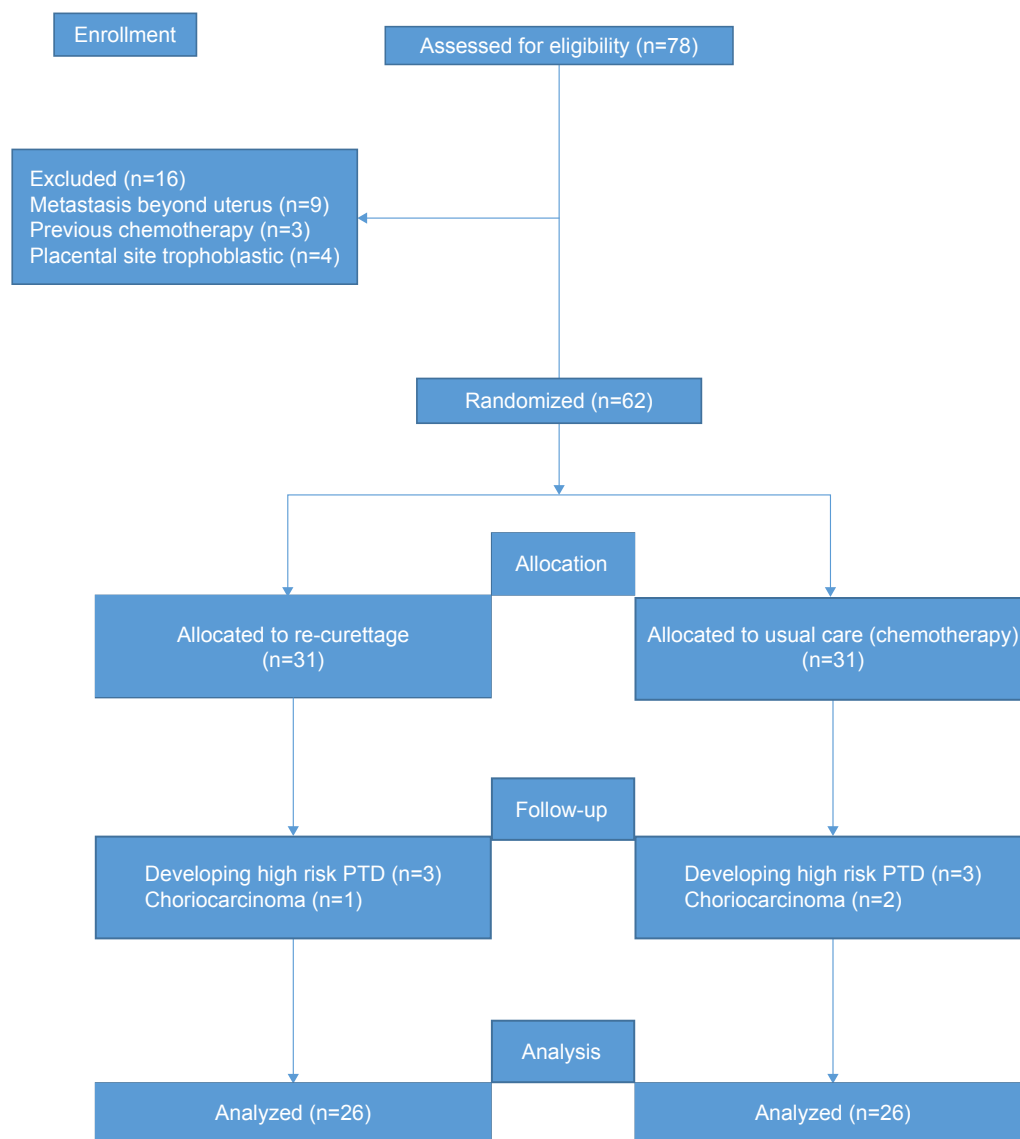 Enrollment
Assessed for eligibility (n=78)
Excluded (n=16)
Metastasis beyond uterus (n=9)
Previous chemotherapy (n=3)
Placental site trophoblastic (n=4)
Randomized (n=62)
Allocation
Allocated to re-curettage
(n=31)
Allocated to usual care (chemotherapy)
(n=31)
Follow-up
Developing high risk PTD (n=3)
Choriocarcinoma (n=1)
Developing high risk PTD (n=3)
Choriocarcinoma (n=2)
Analysis
Analyzed (n=26)
Analyzed (n=26)